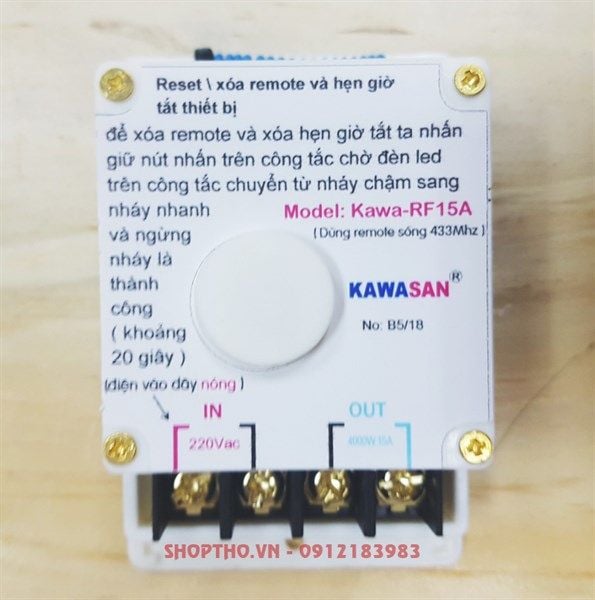 Reset \ xóa remote và hẹn giờ
tắt thiết bị
để xóa remote và xóa hẹn giờ tắt ta nhấn
giữ nút nhấn trên công tắc chờ đèn led
trên công tắc chuyển từ nháy chậm sang
nháy nhanh
và ngừng
nháy là
thành
công
( khoảng
20 giây )
Model: Kawa-RF15A
( Dùng remote sóng 433Mhz )
KAWASAN®
No: B5/18
(điện vào dây nóng )
IN
OUT
220Vac
4000W 15A
SHOPTHO.VN - 0912183983